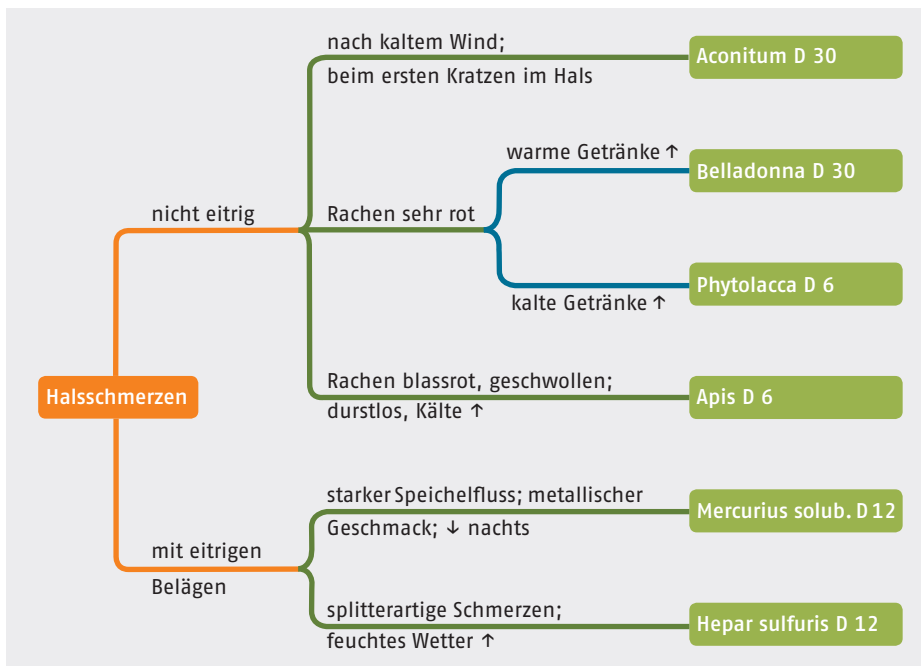 nach kaltem Wind;
beim ersten Kratzen im Hals
Aconitum D 30
warme Getränke ↑
Belladonna D 30
nicht eitrig
Rachen sehr rot
Phytolacca D 6
kalte Getränke ↑
Halsschmerzen
Rachen blassrot, geschwollen;
durstlos, Kälte ↑
Apis D 6
starker Speichelfluss; metallischer
Geschmack; ↓ nachts
Mercurius solub. D 12
mit eitrigen
Belägen
splitterartige Schmerzen;
feuchtes Wetter ↑
Hepar sulfuris D 12